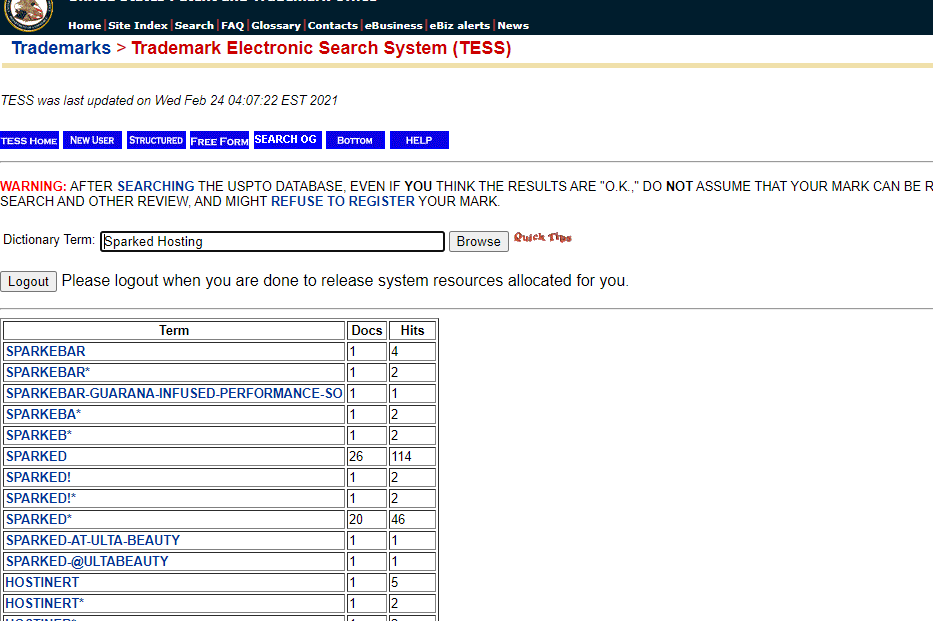 Home|Site Index|Search|FAQ|Glossary|Contacts|eBusiness|eBiz alerts|News
Trademarks > Trademark Electronic Search System (TESS)
TESS was last updated on Wed Feb 24 04:07:22 EST 2021
TESS HOME NEW USER STRUCTURED FREE FORM SEARCH OG BOTTOM HELP
WARNING: AFTER SEARCHING THE USPTO DATABASE, EVEN IF YOU THINK THE RESULTS ARE "O.K.," DO NOT ASSUME THAT YOUR MARK CAN BE R
SEARCH AND OTHER REVIEW, AND MIGHT REFUSE TO REGISTER YOUR MARK.
Dictionary Term: Sparked Hosting Browse Quick Tips
Logout Please logout when you are done to release system resources allocated for you.
Term Docs Hits
SPARKEBAR 1 4
SPARKEBAR* 1 2
SPARKEBAR-GUARANA-INFUSED-PERFORMANCE-SO 1 1
SPARKEBA* 1 2
SPARKEB* 1 2
SPARKED 26 114
SPARKED! 1 2
SPARKED!* 1 2
SPARKED* 20 46
SPARKED-AT-ULTA-BEAUTY 1 1
SPARKED-@ULTABEAUTY 1 1
HOSTINERT 1 5
HOSTINERT* 1 2